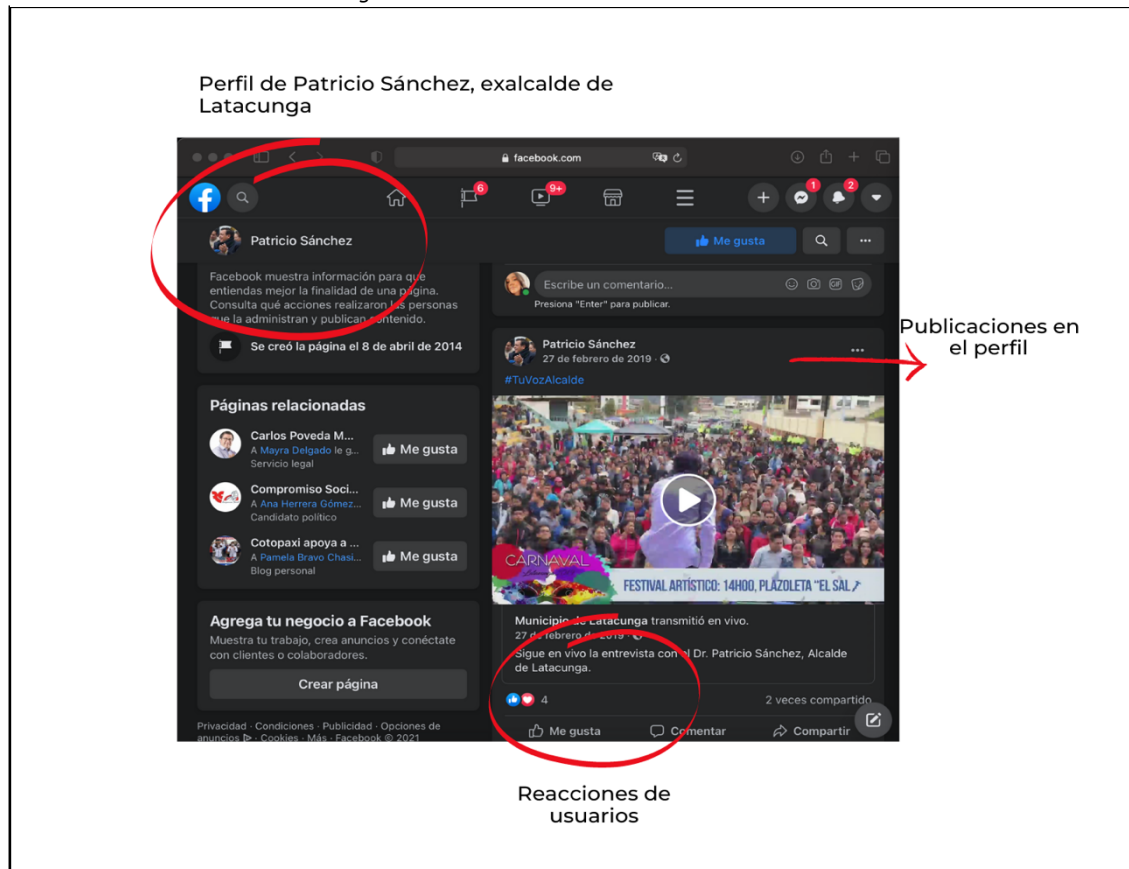 Perfil de Patricio Sánchez, exalcalde de
Latacunga
facebook.com
6
9+
1
2
Patricio Sánchez
Me gusta
Facebook muestra información para que
entiendas mejor la finalidad de una página.
Consulta qué acciones realizaron las personas
que la administran y publican contenido.
Se creó la página el 8 de abril de 2014
Páginas relacionadas
Carlos Poveda M...
A Mayra Delgado le g...
Servicio legal
Me gusta
Compromiso Soci...
A Ana Herrera Gómez...
Candidato político
Me gusta
Cotopaxi apoya a ...
A Pamela Bravo Chasi...
Blog personal
Me gusta
Agrega tu negocio a Facebook
Muestra tu trabajo, crea anuncios y conéctate
con clientes o colaboradores.
Crear página
Privacidad · Condiciones · Publicidad · Opciones de
anuncios · Cookies · Más · Facebook © 2021
Escribe un comentario...
GIF
Presiona "Enter" para publicar.
Patricio Sánchez
27 de febrero de 2019 ·
#TuVozAlcalde
CARNAVAL
FESTIVAL ARTÍSTICO: 14H00, PLAZOLETA "EL SAL
Municipio de Latacunga transmitió en vivo.
27 de febrero de 2019 ·
Sigue en vivo la entrevista con el Dr. Patricio Sánchez, Alcalde
de Latacunga.
4
2 veces compartido
Me gusta
Comentar
Compartir
Publicaciones en
el perfil
Reacciones de
usuarios